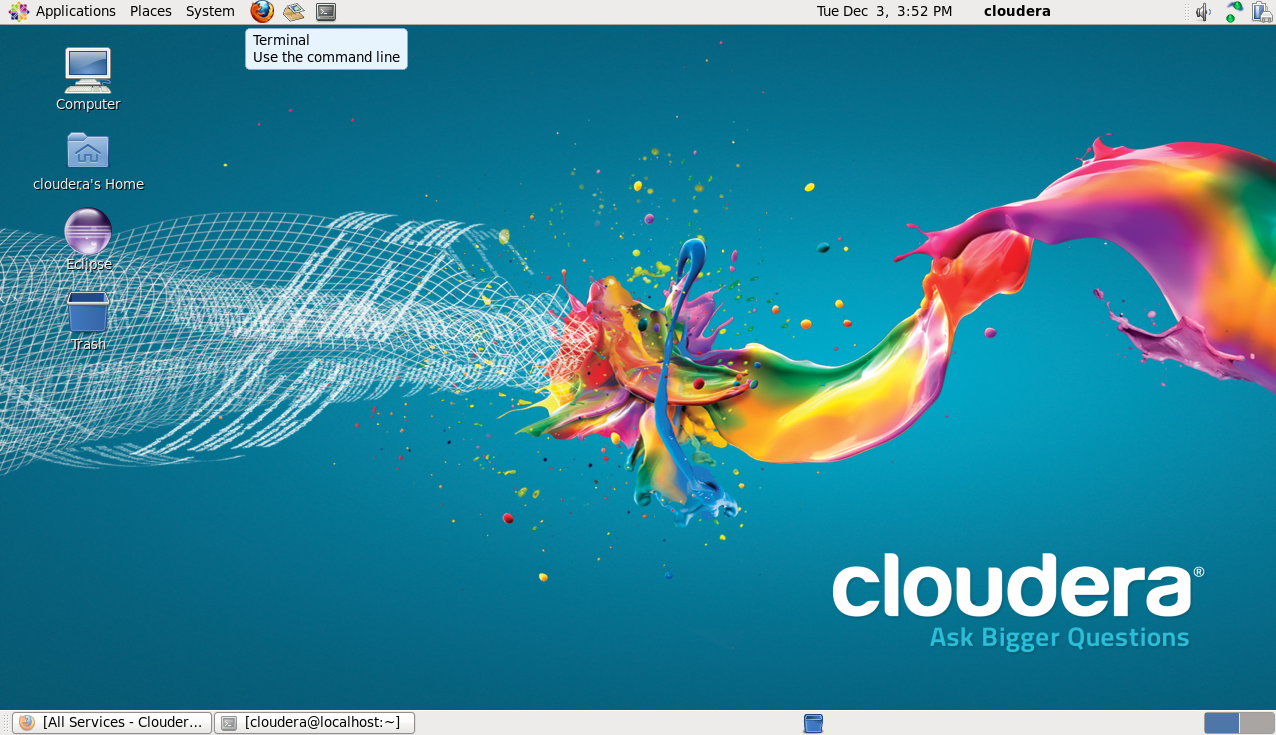 Applications Places System Tue Dec 3, 3:52 PM cloudera
Terminal
Use the command line
Computer
cloudera's Home
Eclipse
Trash
cloudera®
Ask Bigger Questions
[All Services - Clouder... [cloudera@localhost:~]